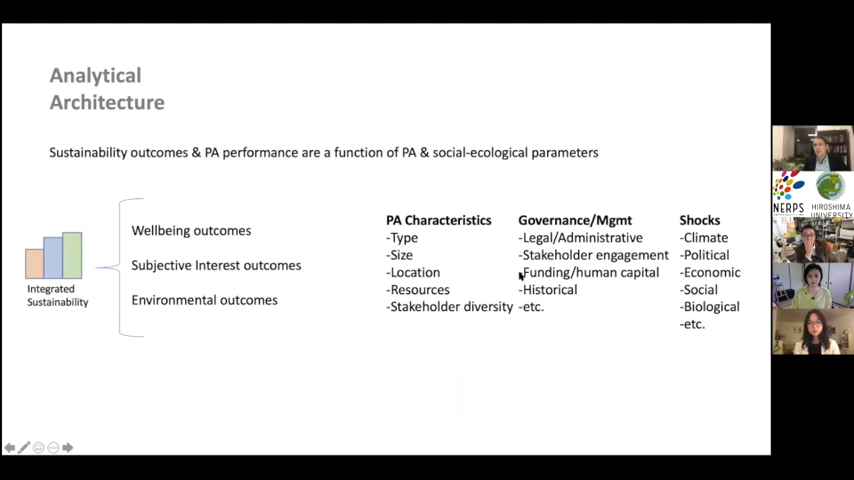 Analytical
Architecture
Sustainability outcomes & PA performance are a function of PA & social-ecological parameters
Integrated
Sustainability
Wellbeing outcomes
Subjective Interest outcomes
Environmental outcomes
PA Characteristics
-Type
-Size
-Location
-Resources
-Stakeholder diversity
Governance/Mgmt
-Legal/Administrative
-Stakeholder engagement
-Funding/human capital
-Historical
-etc.
Shocks
-Climate
-Political
-Economic
-Social
-Biological
-etc.
NERPS
HIROSHIMA
UNIVERSITY